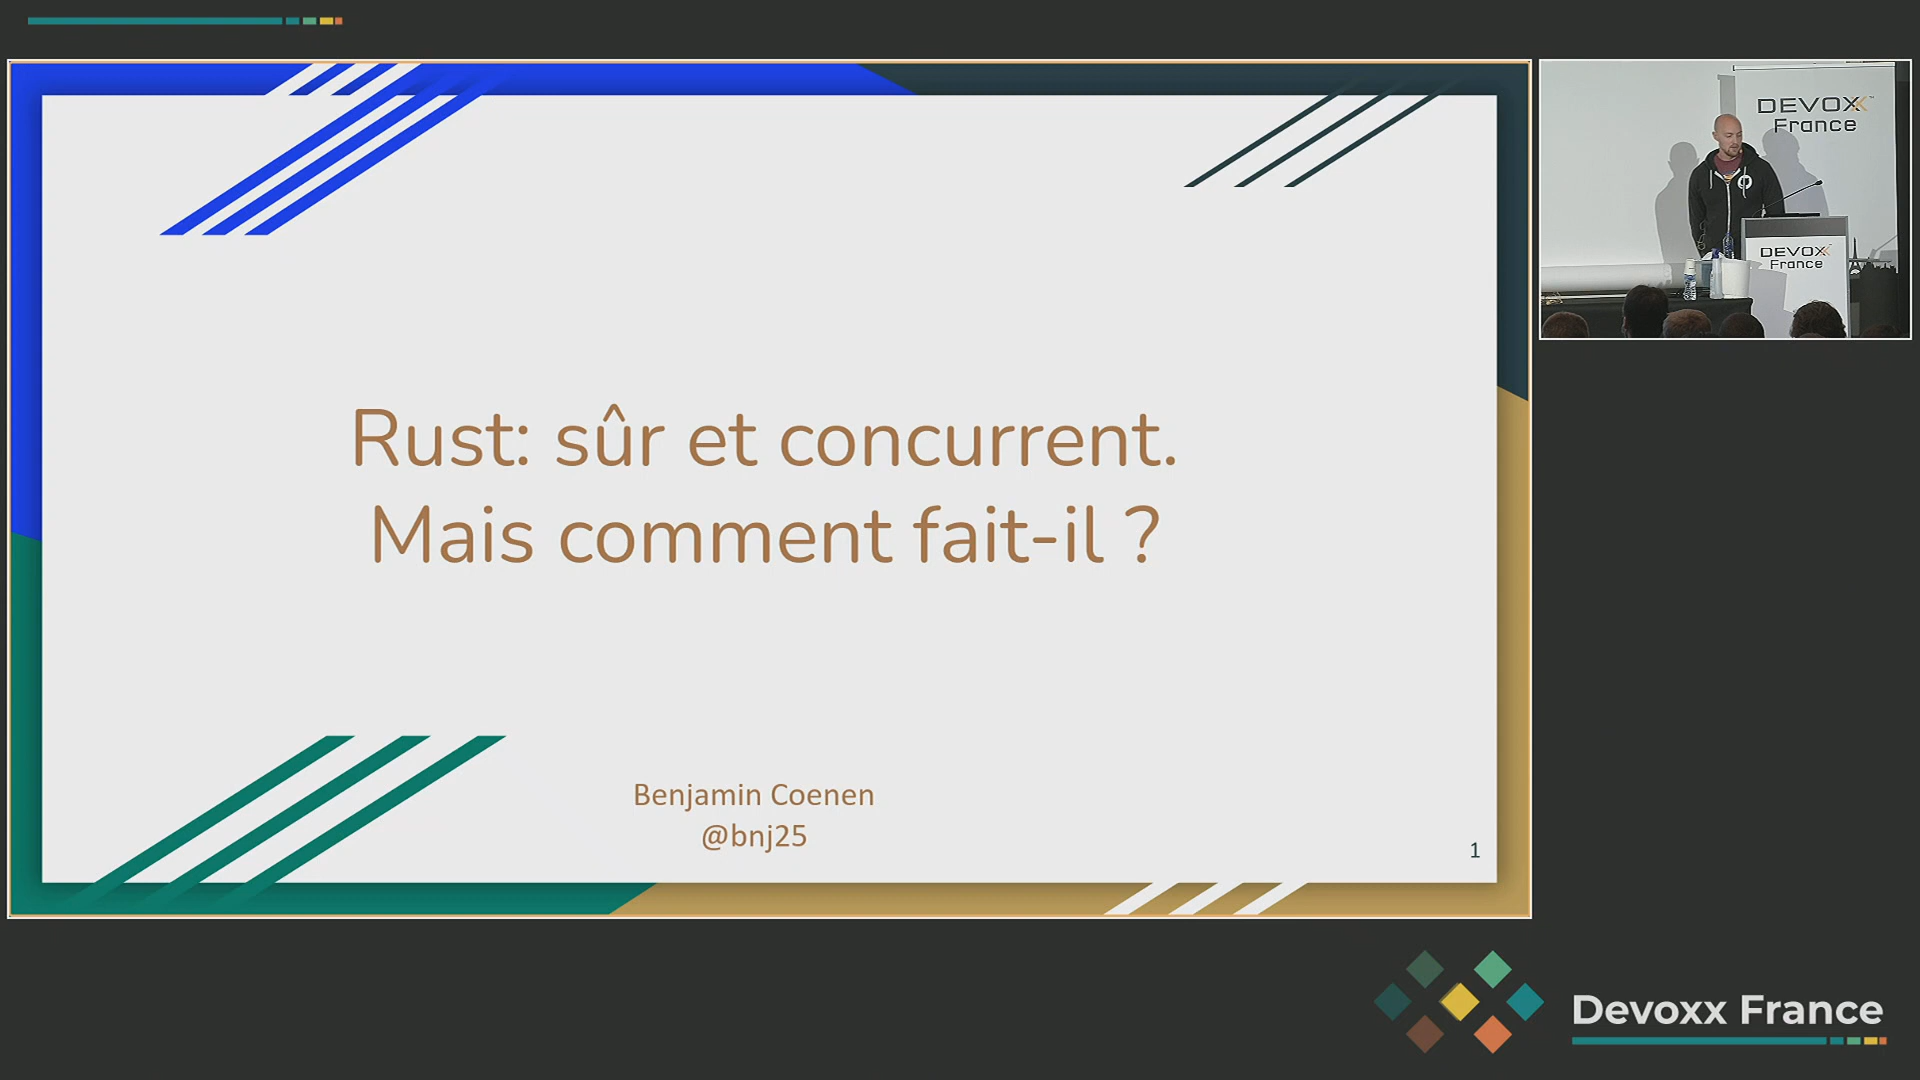 Rust: sûr et concurrent.
Mais comment fait-il ?
Benjamin Coenen
@bnj25
1
DEVOXX
France
DEVOXX
France
Devoxx France